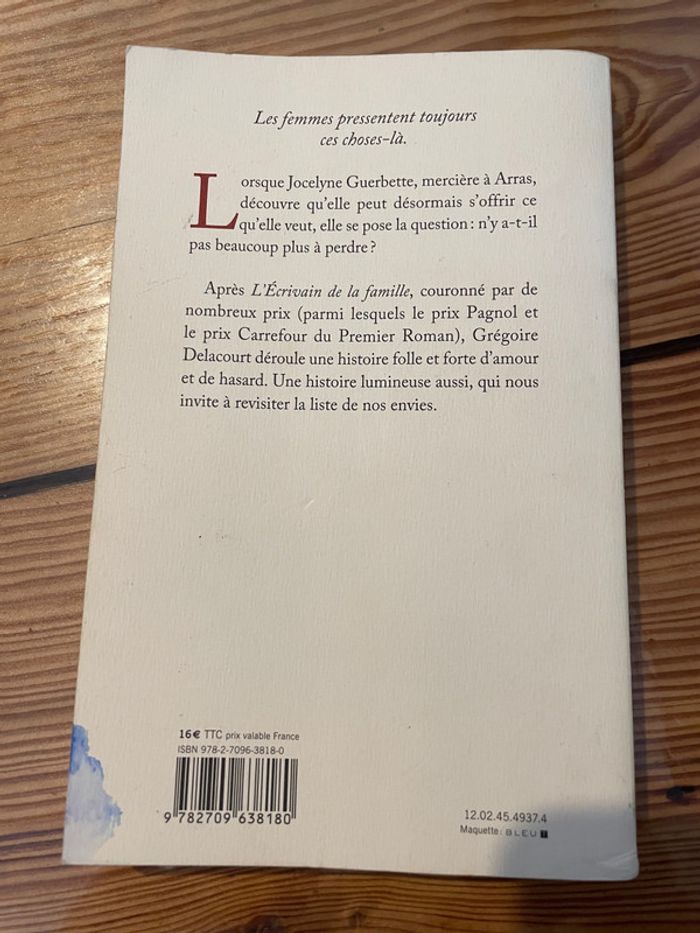 Les femmes pressentent toujours
ces choses-là.
Lorsque Jocelyne Guerbette, mercière à Arras,
découvre qu'elle peut désormais s'offrir ce
qu'elle veut, elle se pose la question : n'y a-t-il
pas beaucoup plus à perdre ?
Après L'Écrivain de la famille, couronné par de
nombreux prix (parmi lesquels le prix Pagnol et
le prix Carrefour du Premier Roman), Grégoire
Delacourt déroule une histoire folle et forte d'amour
et de hasard. Une histoire lumineuse aussi, qui nous
invite à revisiter la liste de nos envies.
16€ TTC prix valable France
ISBN 978-2-7096-3818-0
9 782709 638180
12.02.45.4937.4
Maquette : BLEU T